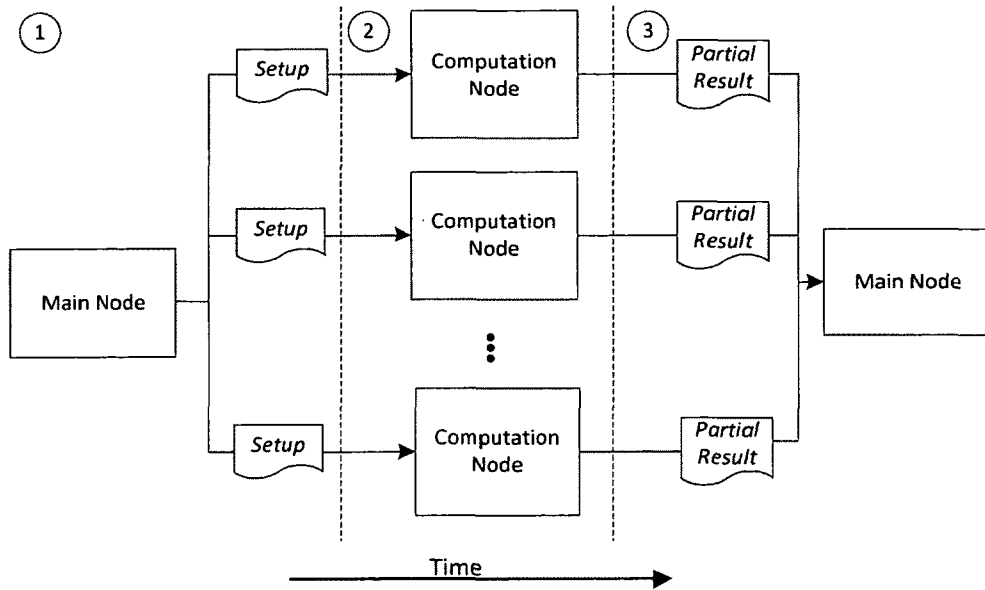 1
2
3
Setup
Computation
Node
Partial
Result
Setup
Computation
Node
Partial
Result
Main Node
Main Node
Setup
Computation
Node
Partial
Result
Time